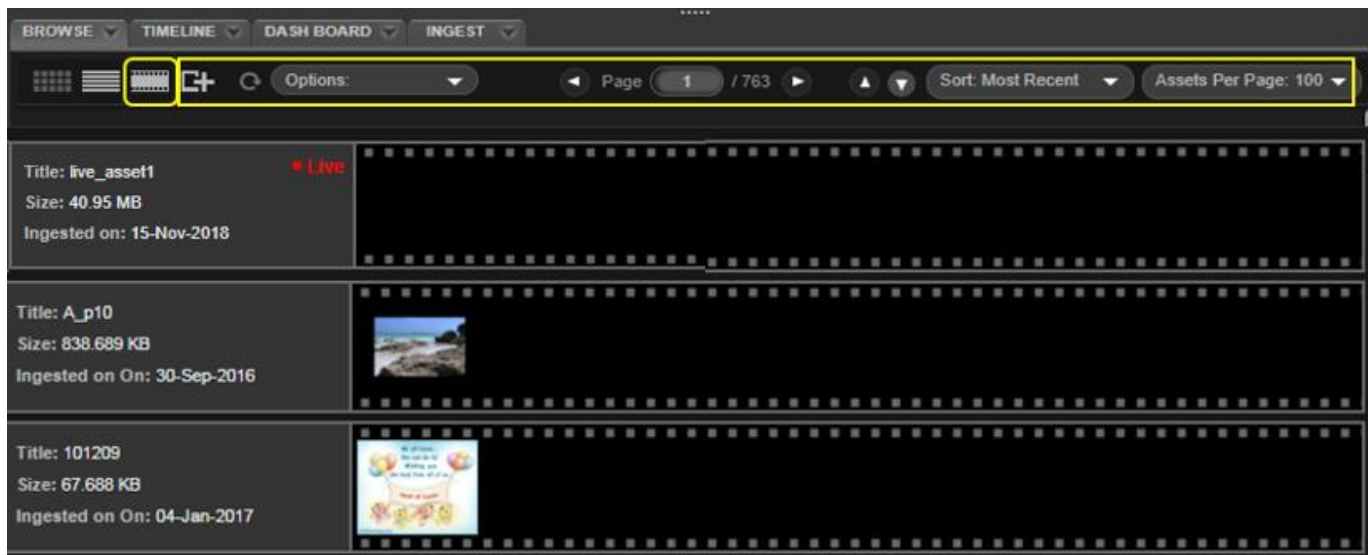 BROWSE TIMELINE DASH BOARD INGEST
Options: Page 1 / 763 Sort: Most Recent Assets Per Page: 100
Title: live_asset1 Live
Size: 40.95 MB
Ingested on: 15-Nov-2018
Title: A_p10
Size: 838.689 KB
Ingested on On: 30-Sep-2016
Title: 101209
Size: 67.688 KB
Ingested on On: 04-Jan-2017